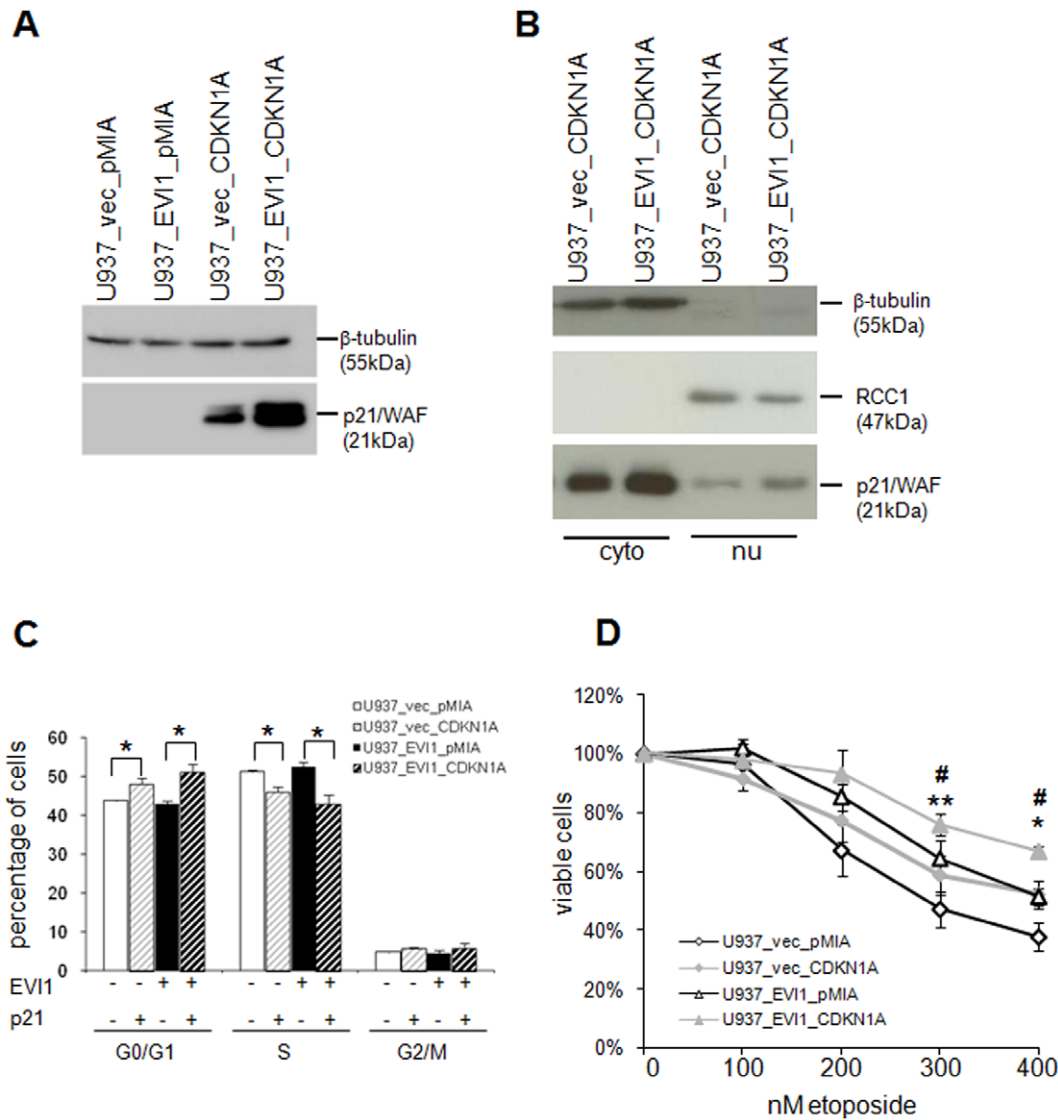 A
U937_vec_pMIA
U937_EVI1_pMIA
U937_vec_CDKN1A
U937_EVI1_CDKN1A
β-tubulin
(55kDa)
p21/WAF
(21kDa)
B
U937_vec_CDKN1A
U937_EVI1_CDKN1A
U937_vec_CDKN1A
U937_EVI1_CDKN1A
β-tubulin
(55kDa)
RCC1
(47kDa)
p21/WAF
(21kDa)
cyto nu
C
U937_vec_pMIA
U937_vec_CDKN1A
U937_EVI1_pMIA
U937_EVI1_CDKN1A
percentage of cells
60
50
40
30
20
10
0
* * * *
EVI1 - - + + - - + + - - + +
p21 - + - + - + - + - + - +
G0/G1 S G2/M
D
viable cells
120%
100%
80%
60%
40%
20%
0%
# #
** *
U937_vec_pMIA
U937_vec_CDKN1A
U937_EVI1_pMIA
U937_EVI1_CDKN1A
0 100 200 300 400
nM etoposide